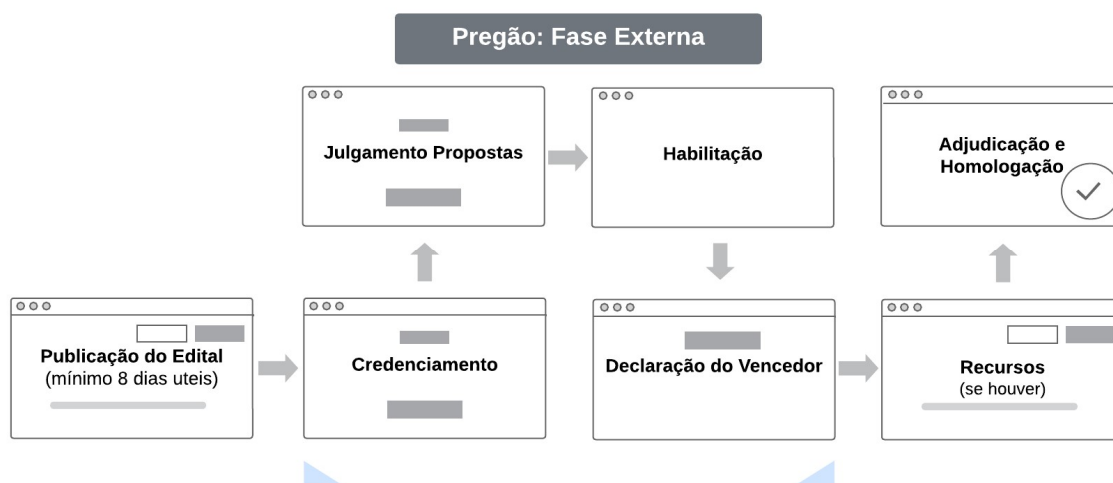 Pregão: Fase Externa
Julgamento Propostas
Habilitação
Adjudicação e
Homologação
Publicação do Edital
(mínimo 8 dias uteis)
Credenciamento
Declaração do Vencedor
Recursos
(se houver)